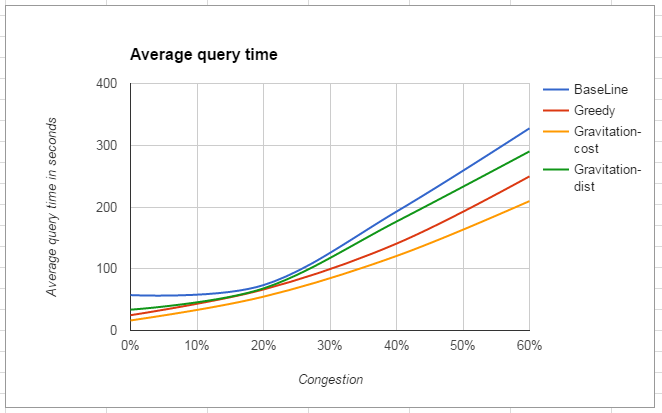 Average query time
400
300
200
100
0
Average query time in seconds
0%
10%
20%
30%
40%
50%
60%
Congestion
BaseLine
Greedy
Gravitation-
cost
Gravitation-
dist